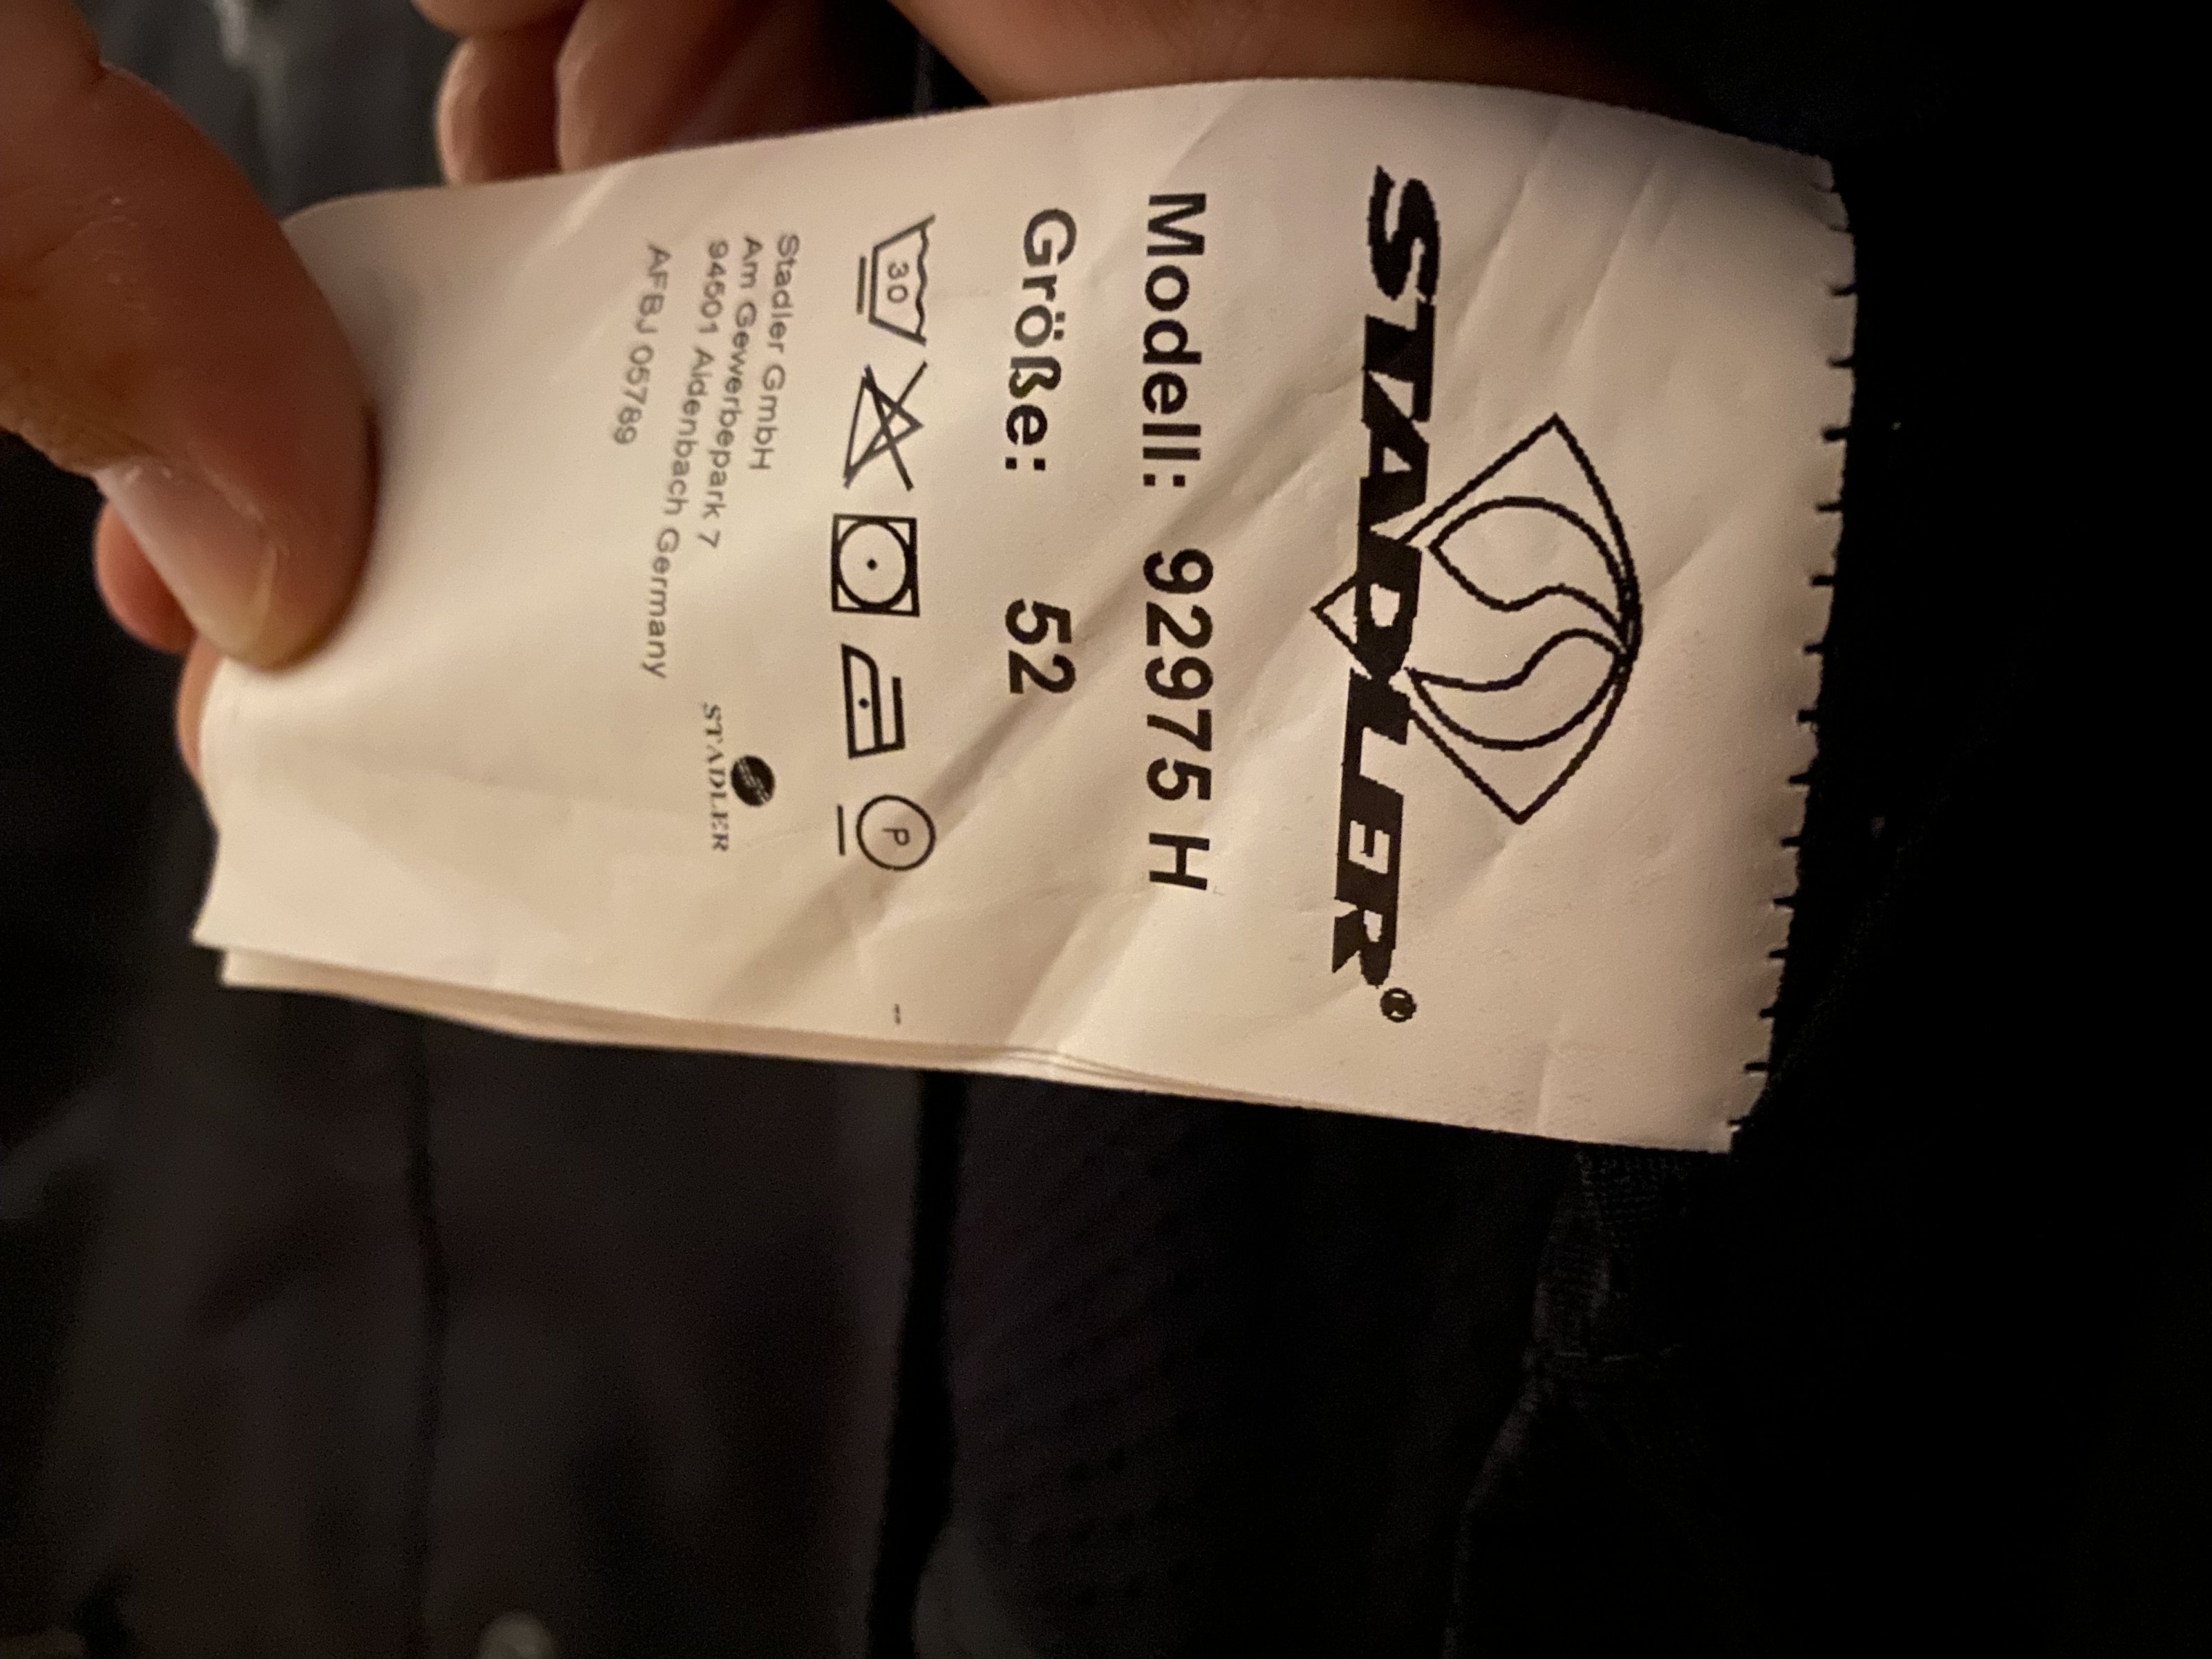 STADLER®
Modell: 92975 H
Größe: 52
30
P
Stadler GmbH
Am Gewerbepark 7
94501 Aldenbach Germany
AFBJ 05789
STADLER